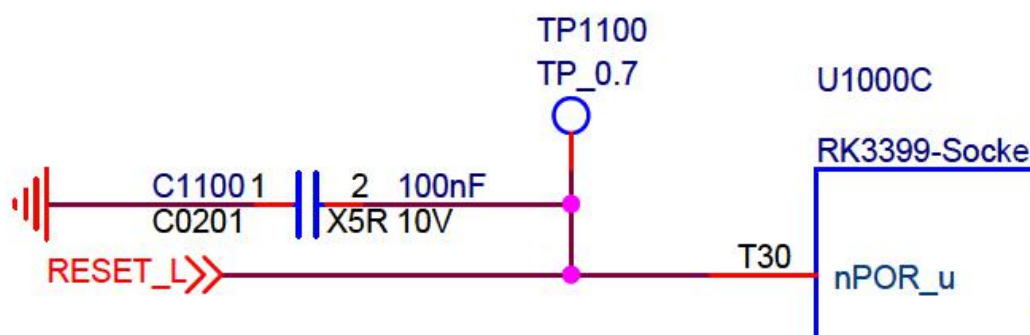 TP1100
TP_0.7
U1000C
RK3399-Socke
C1100 1 2 100nF
C0201 X5R 10V
RESET_L
T30
nPOR_u